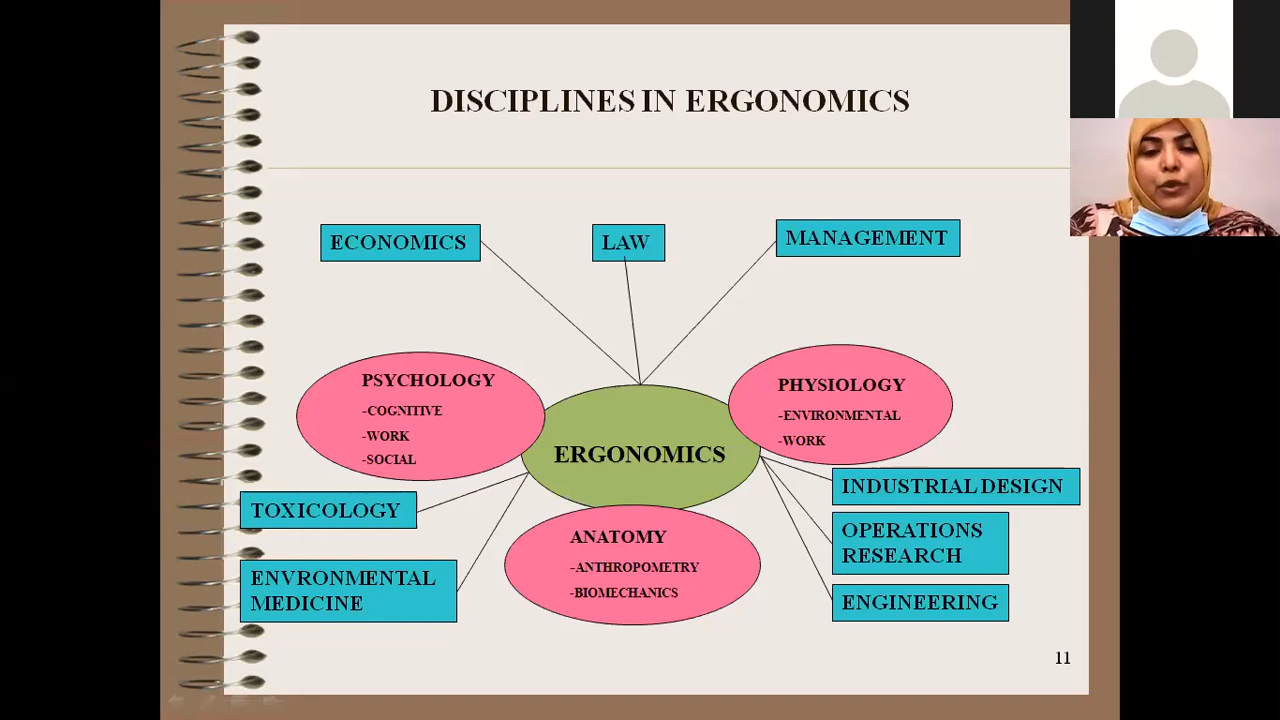 DISCIPLINES IN ERGONOMICS
ECONOMICS
LAW
MANAGEMENT
PSYCHOLOGY
-COGNITIVE
-WORK
-SOCIAL
PHYSIOLOGY
-ENVIRONMENTAL
-WORK
ERGONOMICS
TOXICOLOGY
ENVRONMENTAL
MEDICINE
ANATOMY
-ANTHROPOMETRY
-BIOMECHANICS
INDUSTRIAL DESIGN
OPERATIONS
RESEARCH
ENGINEERING
11